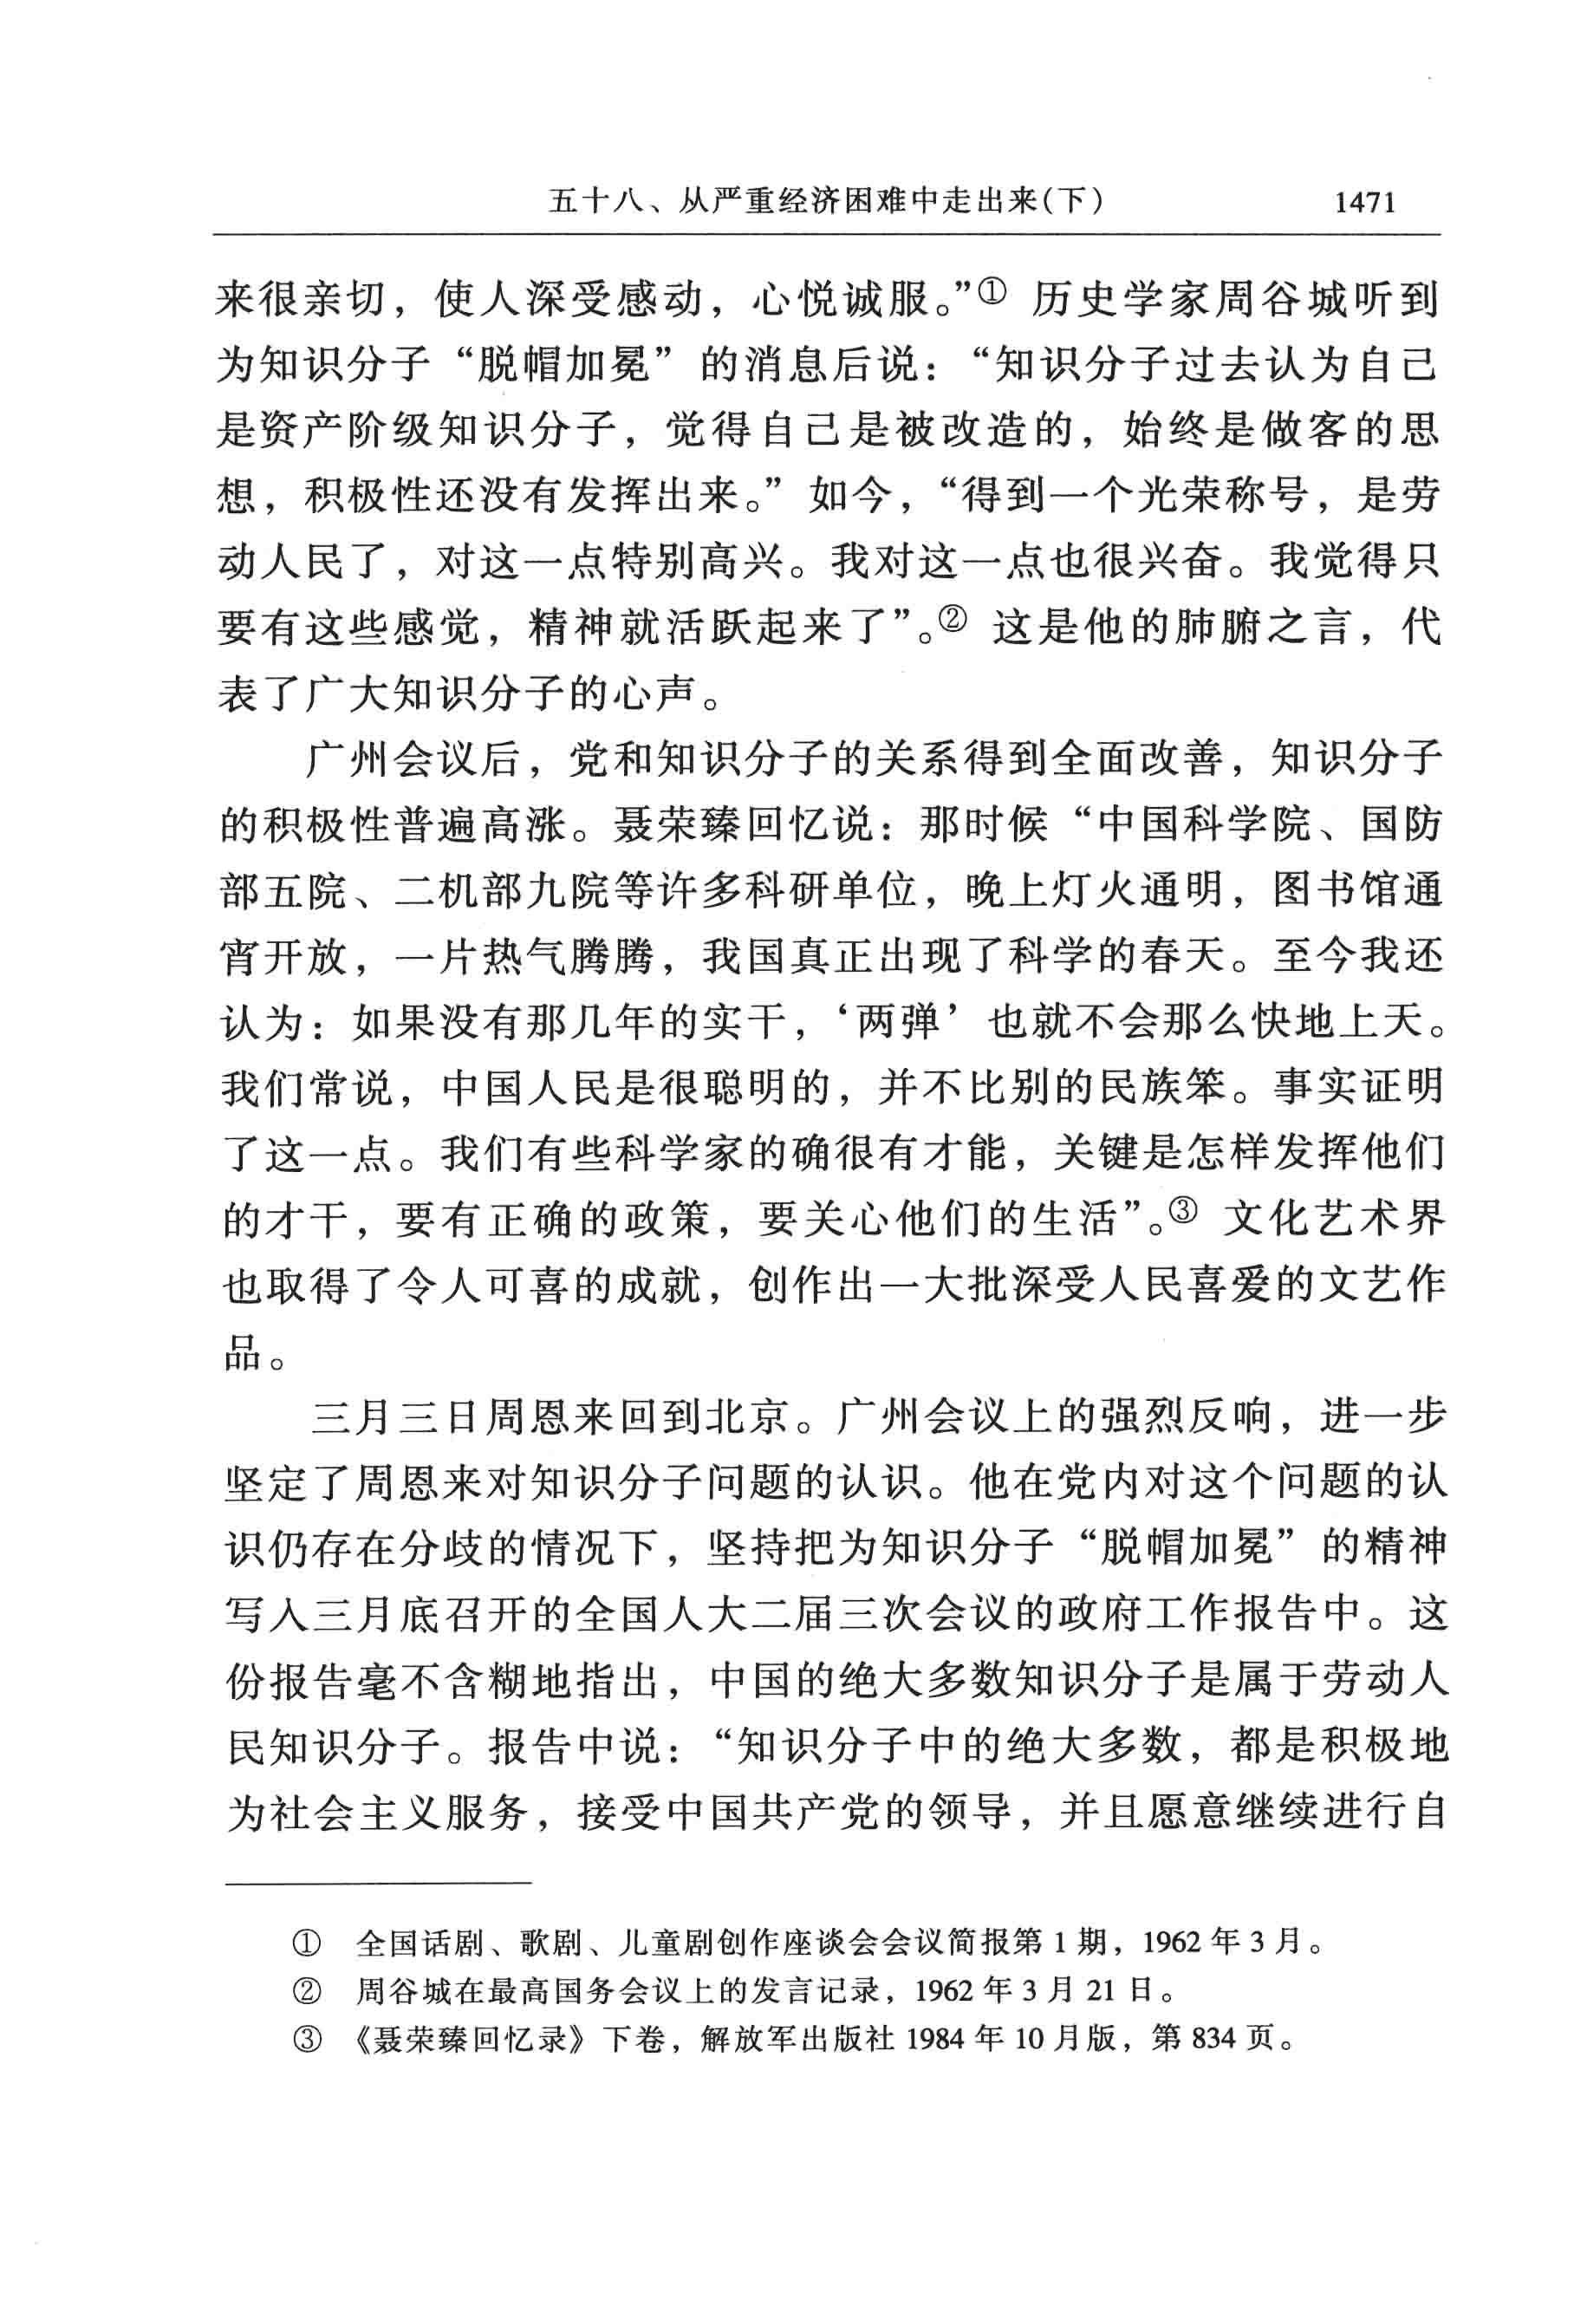 五十八、从严重经济困难中走出来(下) 1471
来很亲切，使人深受感动，心悦诚服。”① 历史学家周谷城听到
为知识分子“脱帽加冕”的消息后说：“知识分子过去认为自己
是资产阶级知识分子，觉得自己是被改造的，始终是做客的思
想，积极性还没有发挥出来。”如今，“得到一个光荣称号，是劳
动人民了，对这一点特别高兴。我对这一点也很兴奋。我觉得只
要有这些感觉，精神就活跃起来了”。② 这是他的肺腑之言，代
表了广大知识分子的心声。
广州会议后，党和知识分子的关系得到全面改善，知识分子
的积极性普遍高涨。聂荣臻回忆说：那时候“中国科学院、国防
部五院、二机部九院等许多科研单位，晚上灯火通明，图书馆通
宵开放，一片热气腾腾，我国真正出现了科学的春天。至今我还
认为：如果没有那几年的实干，‘两弹’也就不会那么快地上天。
我们常说，中国人民是很聪明的，并不比别的民族笨。事实证明
了这一点。我们有些科学家的确很有才能，关键是怎样发挥他们
的才干，要有正确的政策，要关心他们的生活”。③ 文化艺术界
也取得了令人可喜的成就，创作出一大批深受人民喜爱的文艺作
品。
三月三日周恩来回到北京。广州会议上的强烈反响，进一步
坚定了周恩来对知识分子问题的认识。他在党内对这个问题的认
识仍存在分歧的情况下，坚持把为知识分子“脱帽加冕”的精神
写入三月底召开的全国人大二届三次会议的政府工作报告中。这
份报告毫不含糊地指出，中国的绝大多数知识分子是属于劳动人
民知识分子。报告中说：“知识分子中的绝大多数，都是积极地
为社会主义服务，接受中国共产党的领导，并且愿意继续进行自
① 全国话剧、歌剧、儿童剧创作座谈会会议简报第 1 期，1962 年 3 月。
② 周谷城在最高国务会议上的发言记录，1962 年 3 月 21 日。
③ 《聂荣臻回忆录》下卷，解放军出版社 1984 年 10 月版，第 834 页。